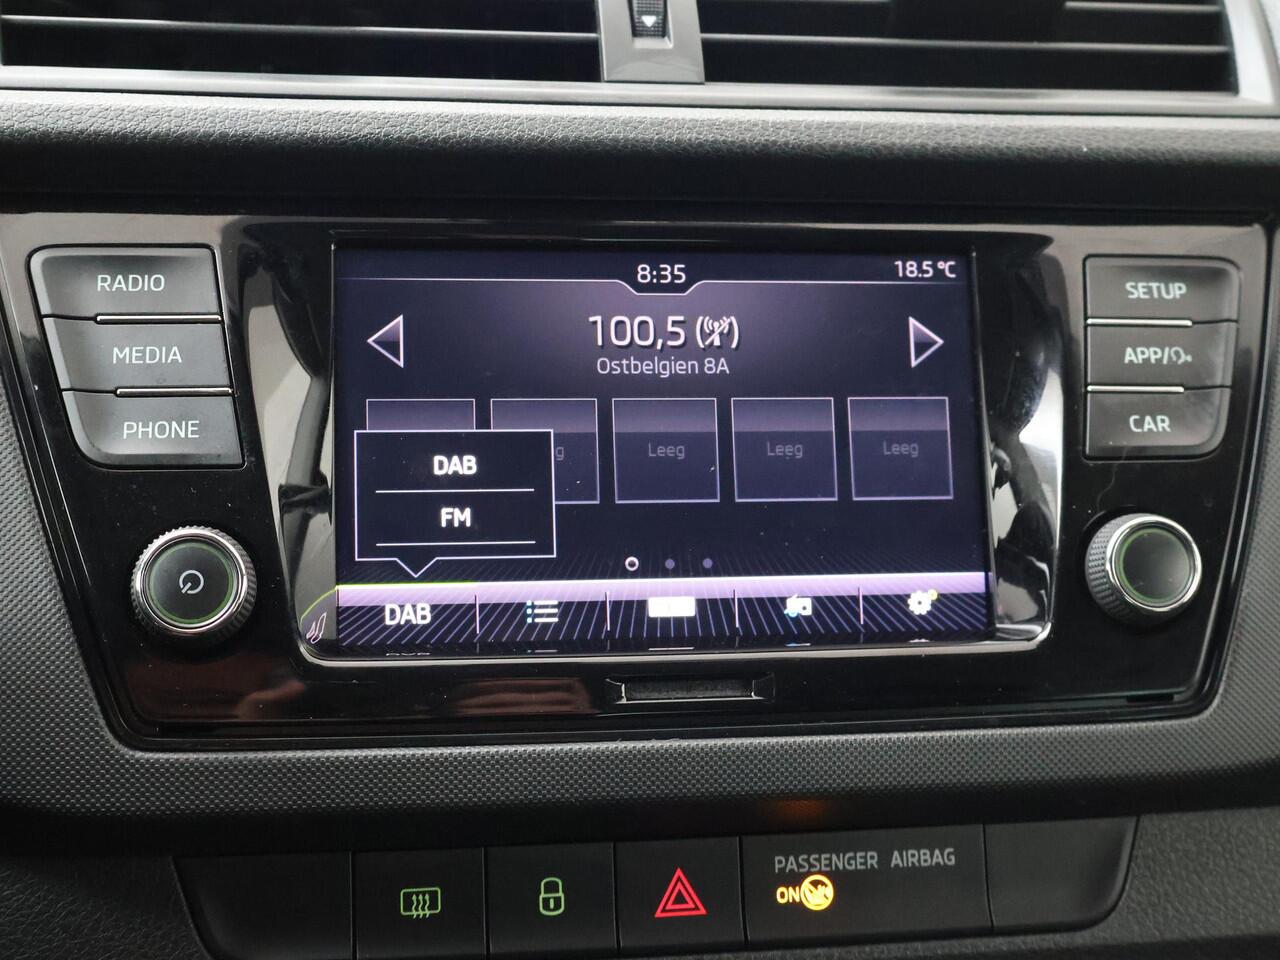 RADIO
MEDIA
PHONE
8:35
18.5°C
100,5
Ostbelgien 8A
Leeg
Leeg
Leeg
DAB
FM
DAB
SETUP
APP/
CAR
PASSENGER AIRBAG
ON